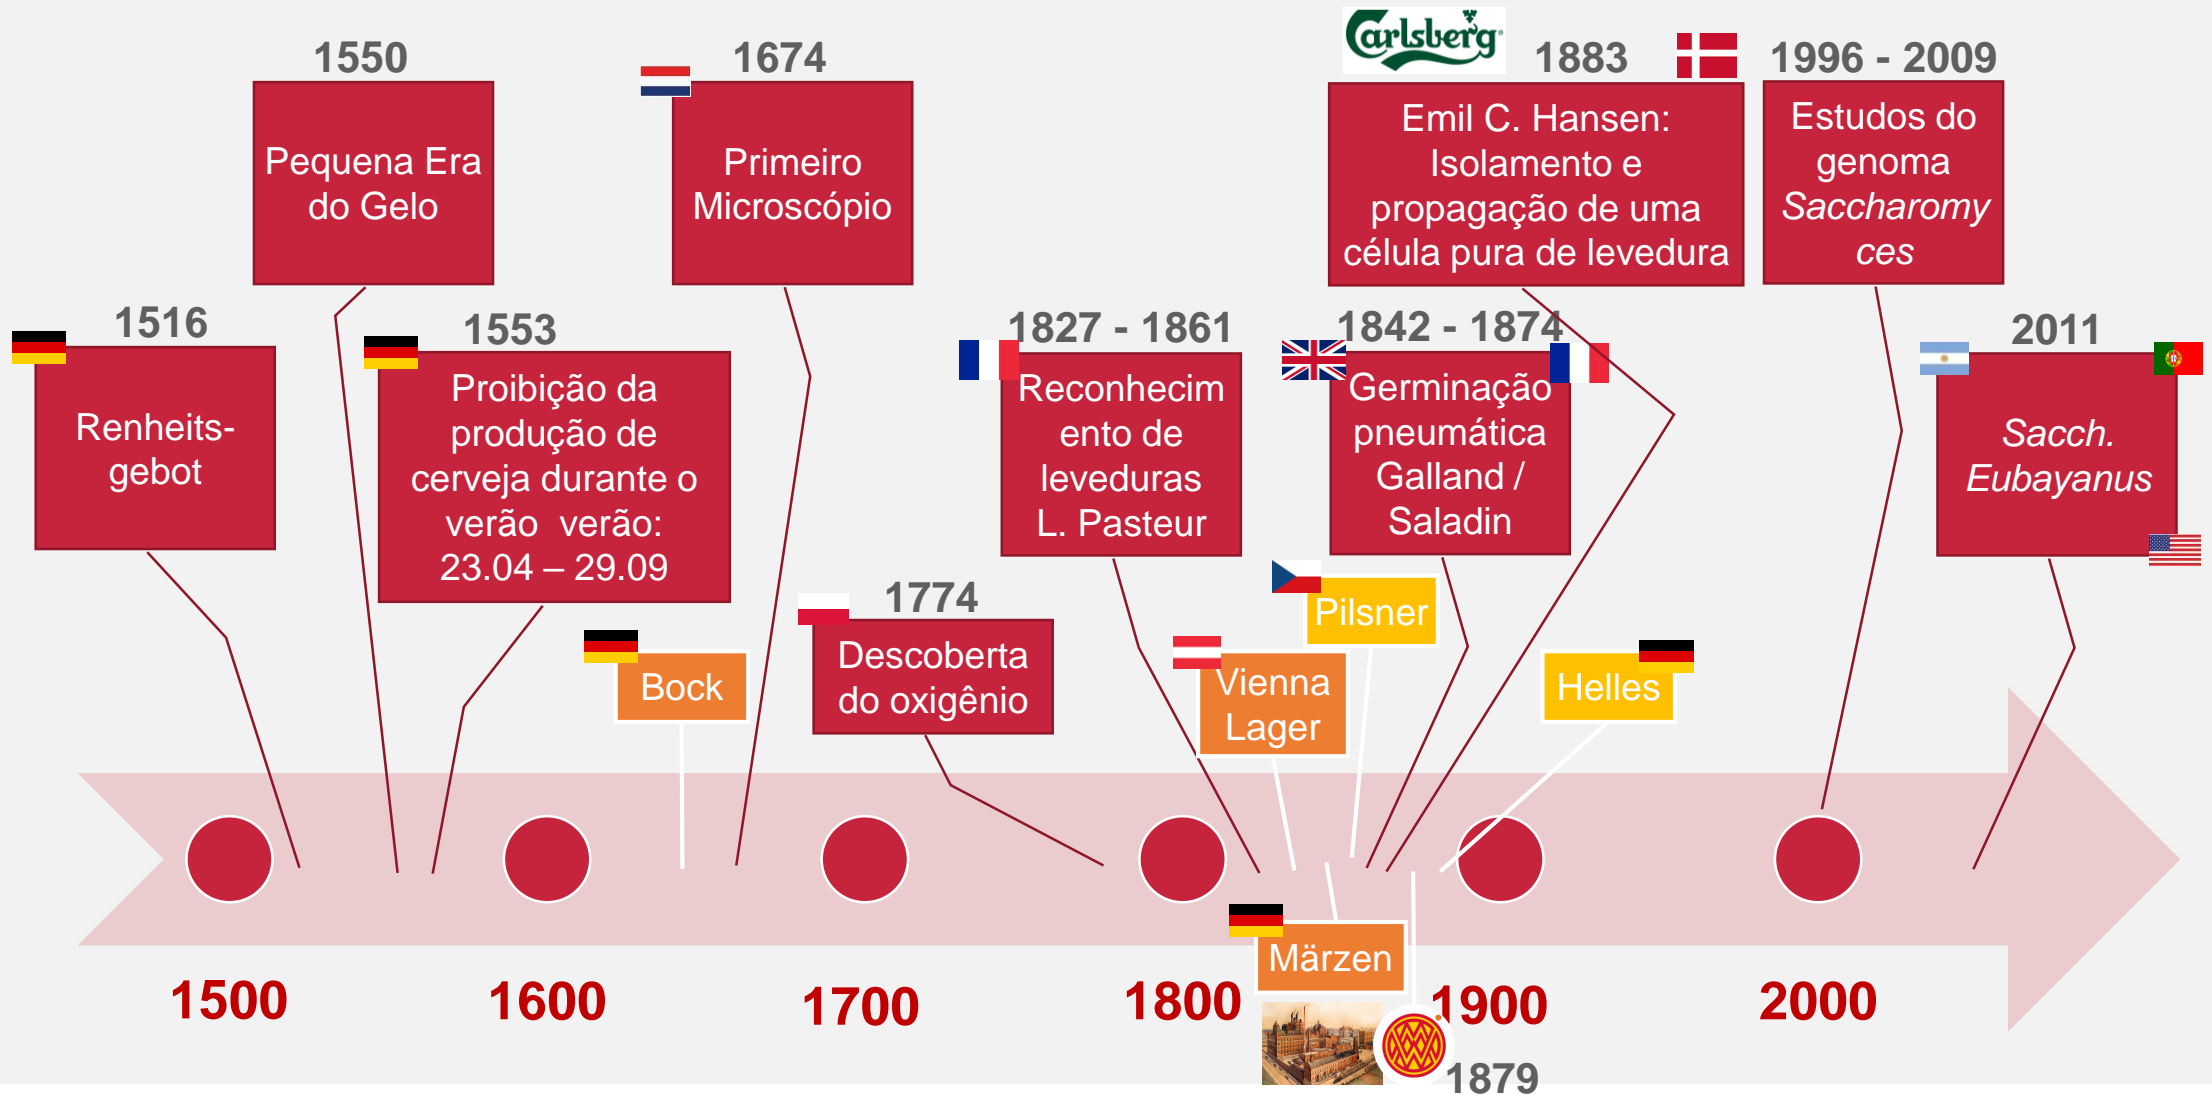 1550
Pequena Era
do Gelo
1674
Primeiro
Microscópio
Carlsberg
1883
Emil C. Hansen:
Isolamento e
propagação de uma
célula pura de levedura
1996 - 2009
Estudos do
genoma
Saccharomy
ces
1516
Renheits-
gebot
1553
Proibição da
produção de
cerveja durante o
verão  verão:
23.04 – 29.09
1827 - 1861
Reconhecim
ento de
leveduras
L. Pasteur
1842 - 1874
Germinação
pneumática
Galland /
Saladin
2011
Sacch.
Eubayanus
Bock
1774
Descoberta
do oxigênio
Pilsner
Vienna
Lager
Helles
Märzen
1500
1600
1700
1800
1900
2000
1879